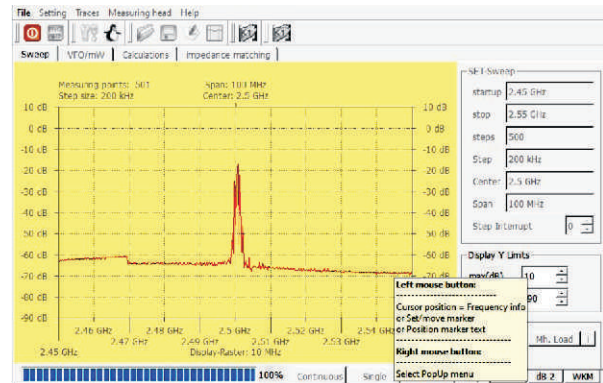 File Setting Traces Measuring head Help
Sweep VFO/mW Calculations Impedance matching
Measuring points: 501 Span: 100 MHz
Step size: 200 kHz Center: 2.5 GHz
10 dB 10 dB
0 dB 0 dB
-10 dB -10 dB
-20 dB -20 dB
-30 dB -30 dB
-40 dB -40 dB
-50 dB -50 dB
-60 dB -60 dB
-70 dB -70 dB
-80 dB
-90 dB
2.46 GHz 2.48 GHz 2.5 GHz 2.52 GHz 2.54 GHz
2.45 GHz 2.47 GHz 2.49 GHz 2.51 GHz 2.53 GHz
Display-Raster: 10 MHz
100% Continuous Single
SET-Sweep
startup 2.45 GHz
stop 2.55 GHz
steps 500
Step 200 kHz
Center 2.5 GHz
Span 100 MHz
Step Interrupt 0
Display Y Limits
max(dB) 10
90
Left mouse button:
Cursor position = Frequency info
or Set/move marker
or Position marker text
Right mouse button:
Select PopUp menu
Mh. Load
dB 2 WKM